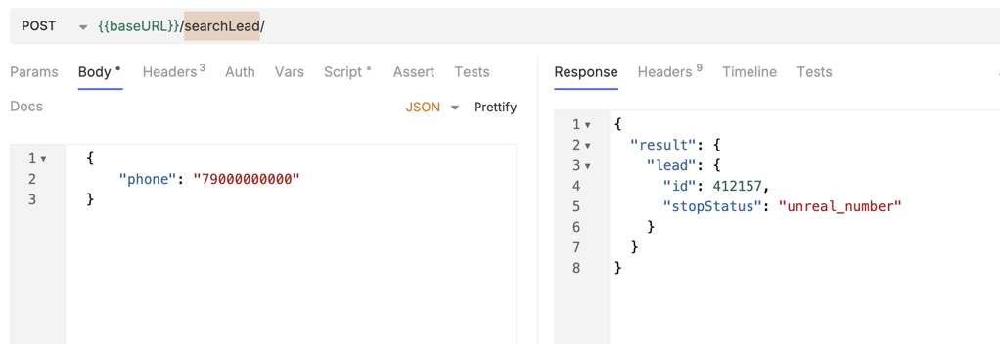 POST {{baseURL}}/searchLead/
Params Body Headers 3 Auth Vars Script Assert Tests
Docs JSON Prettify
1 {
2 "phone": "79000000000"
3 }
Response Headers 9 Timeline Tests
1 {
2 "result": {
3 "lead": {
4 "id": 412157,
5 "stopStatus": "unreal_number"
6 }
7 }
8 }